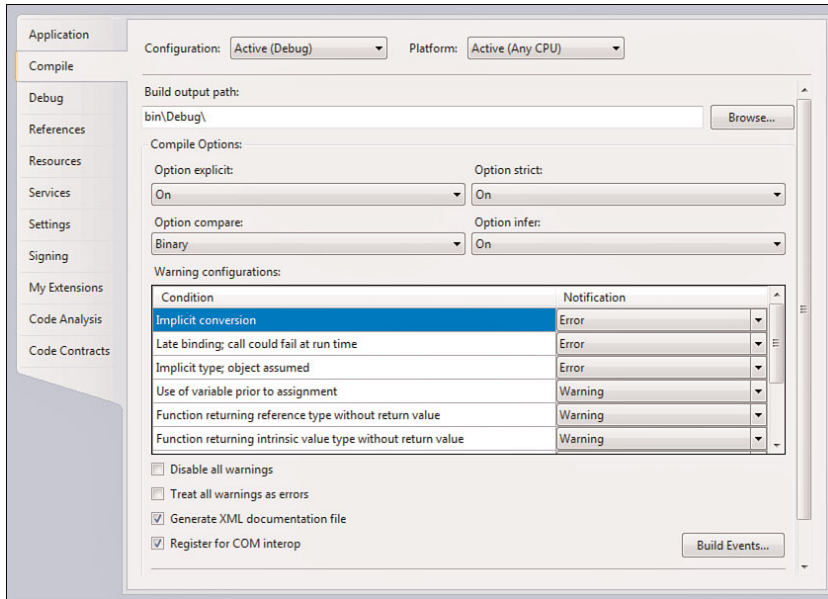 Application
Compile
Debug
References
Resources
Services
Settings
Signing
My Extensions
Code Analysis
Code Contracts
Configuration: Active (Debug) Platform: Active (Any CPU)
Build output path:
bin\Debug\ Browse...
Compile Options:
Option explicit: Option strict:
On On
Option compare: Option infer:
Binary On
Warning configurations:
Condition Notification
Implicit conversion Error
Late binding; call could fail at run time Error
Implicit type; object assumed Error
Use of variable prior to assignment Warning
Function returning reference type without return value Warning
Function returning intrinsic value type without return value Warning
Disable all warnings
Treat all warnings as errors
Generate XML documentation file
Register for COM interop Build Events...